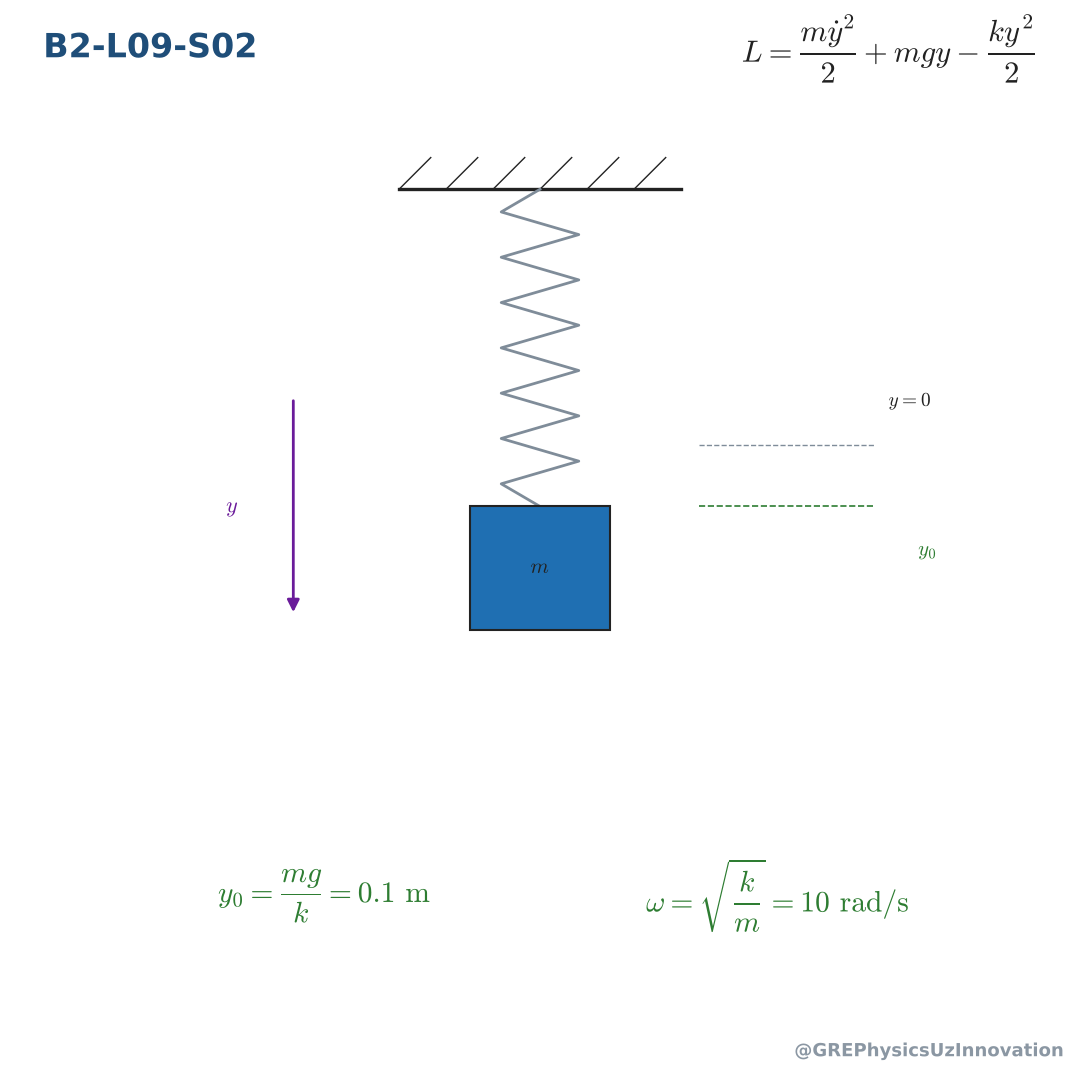 B2-L09-S02
L = mẏ²/2 + mgy − ky²/2
y = 0
y
y₀
m
y₀ = mg/k = 0.1 m
ω = √(k/m) = 10 rad/s
@GREPhysicsUzInnovation